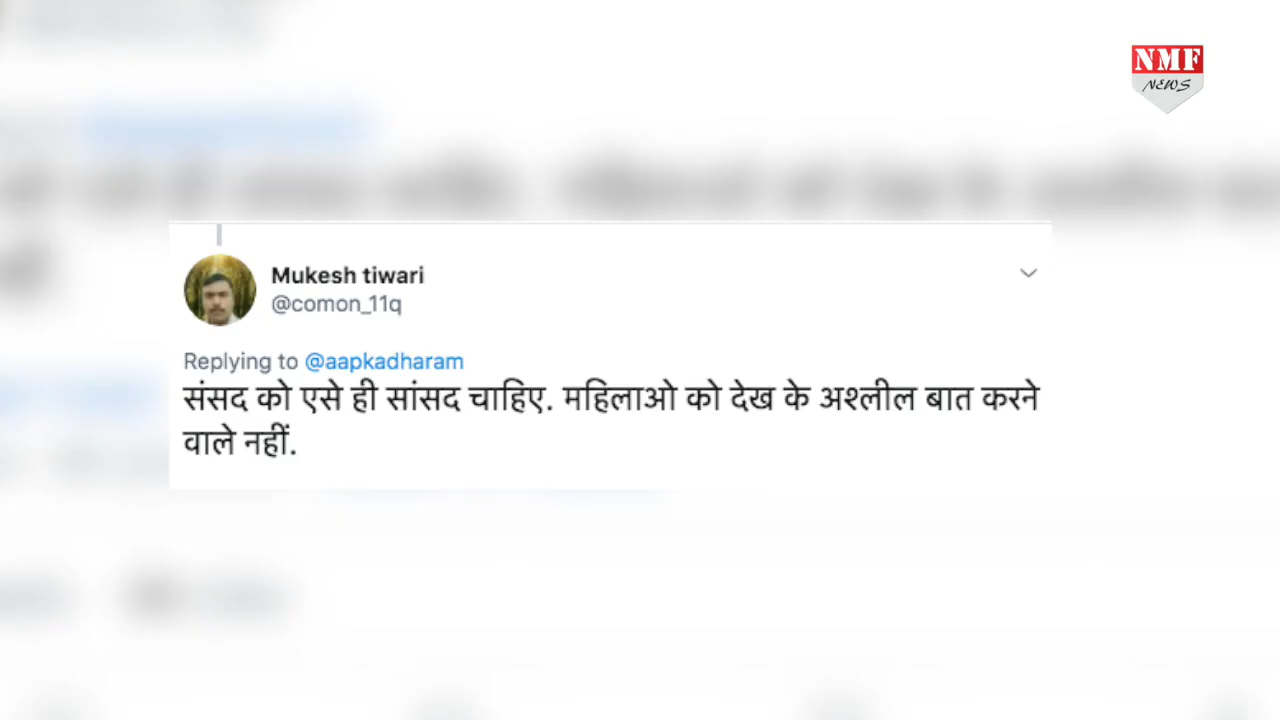 NMF
NEWS
Mukesh tiwari
@comon_11q
Replying to @aapkadharam
संसद को एसे ही सांसद चाहिए. महिलाओ को देख के अश्लील बात करने
वाले नहीं.